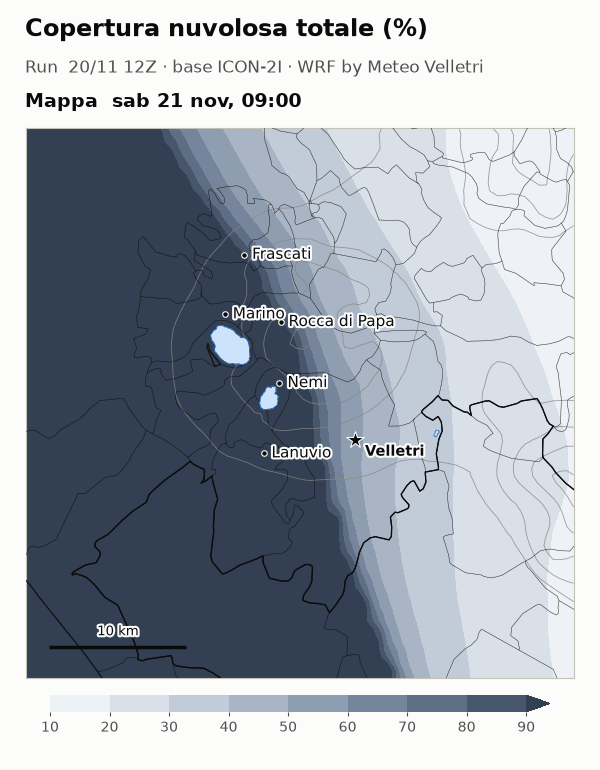 Copertura nuvolosa totale (%)
Run  20/11 12Z · base ICON-2I · WRF by Meteo Velletri
Mappa  sab 21 nov, 09:00
Frascati
Marino
Rocca di Papa
Nemi
Velletri
Lanuvio
10 km
10 20 30 40 50 60 70 80 90